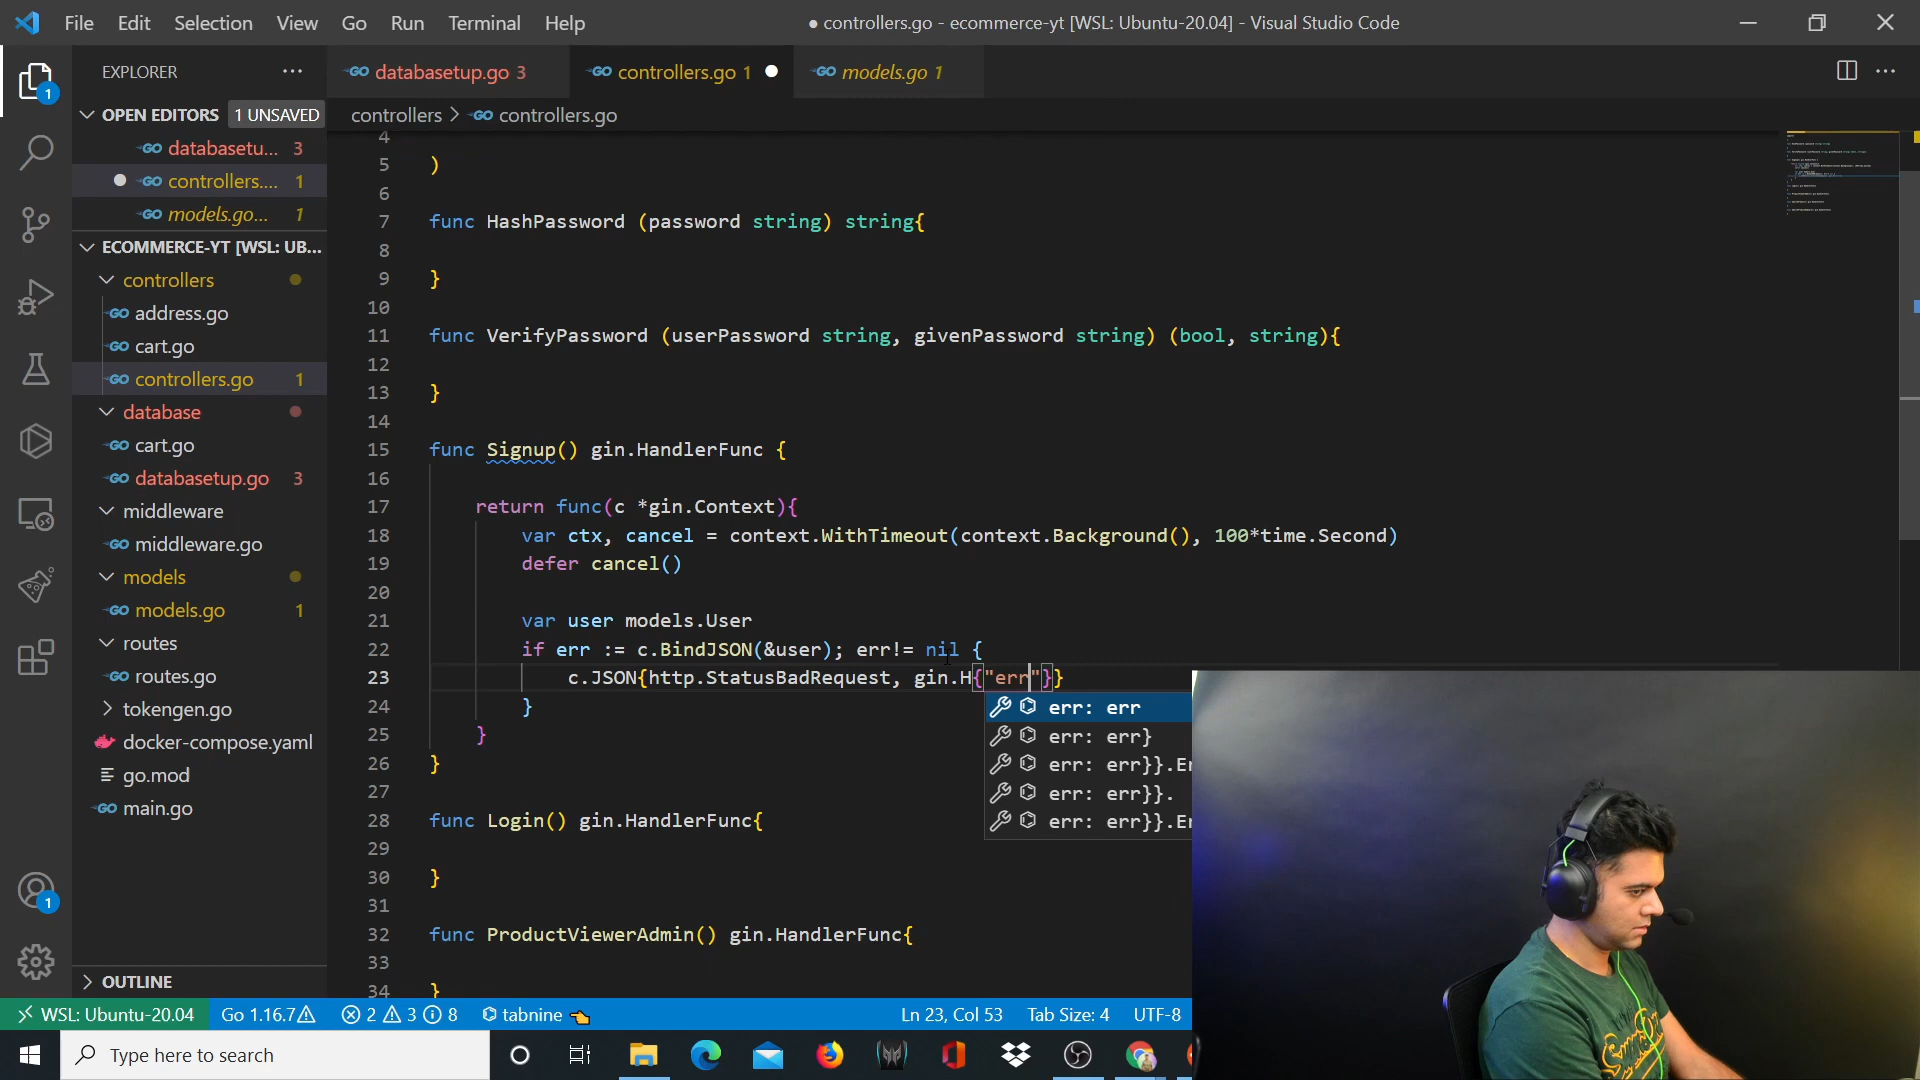 File Edit Selection View Go Run Terminal Help
● controllers.go - ecommerce-yt [WSL: Ubuntu-20.04] - Visual Studio Code
EXPLORER
OPEN EDITORS 1 UNSAVED
databasetu... 3
controllers.... 1
models.go... 1
ECOMMERCE-YT [WSL: UB...
controllers
address.go
cart.go
controllers.go 1
database
cart.go
databasetup.go 3
middleware
middleware.go
models
models.go 1
routes
routes.go
tokengen.go
docker-compose.yaml
go.mod
main.go
OUTLINE
1
1
databasetup.go 3
controllers.go 1
models.go 1
controllers > controllers.go
4
5 )
6
7 func HashPassword (password string) string{
8
9 }
10
11 func VerifyPassword (userPassword string, givenPassword string) (bool, string){
12
13 }
14
15 func Signup() gin.HandlerFunc {
16
17 return func(c *gin.Context){
18 var ctx, cancel = context.WithTimeout(context.Background(), 100*time.Second)
19 defer cancel()
20
21 var user models.User
22 if err := c.BindJSON(&user); err!= nil {
23 c.JSON{http.StatusBadRequest, gin.H{"err"}}
24 }
25 }
26 }
27
28 func Login() gin.HandlerFunc{
29
30 }
31
32 func ProductViewerAdmin() gin.HandlerFunc{
33
34 }
err: err
err: err}
err: err}}.Er
err: err}}.
err: err}}.Er
WSL: Ubuntu-20.04 Go 1.16.7 2 3 8 tabnine Ln 23, Col 53 Tab Size: 4 UTF-8
Type here to search